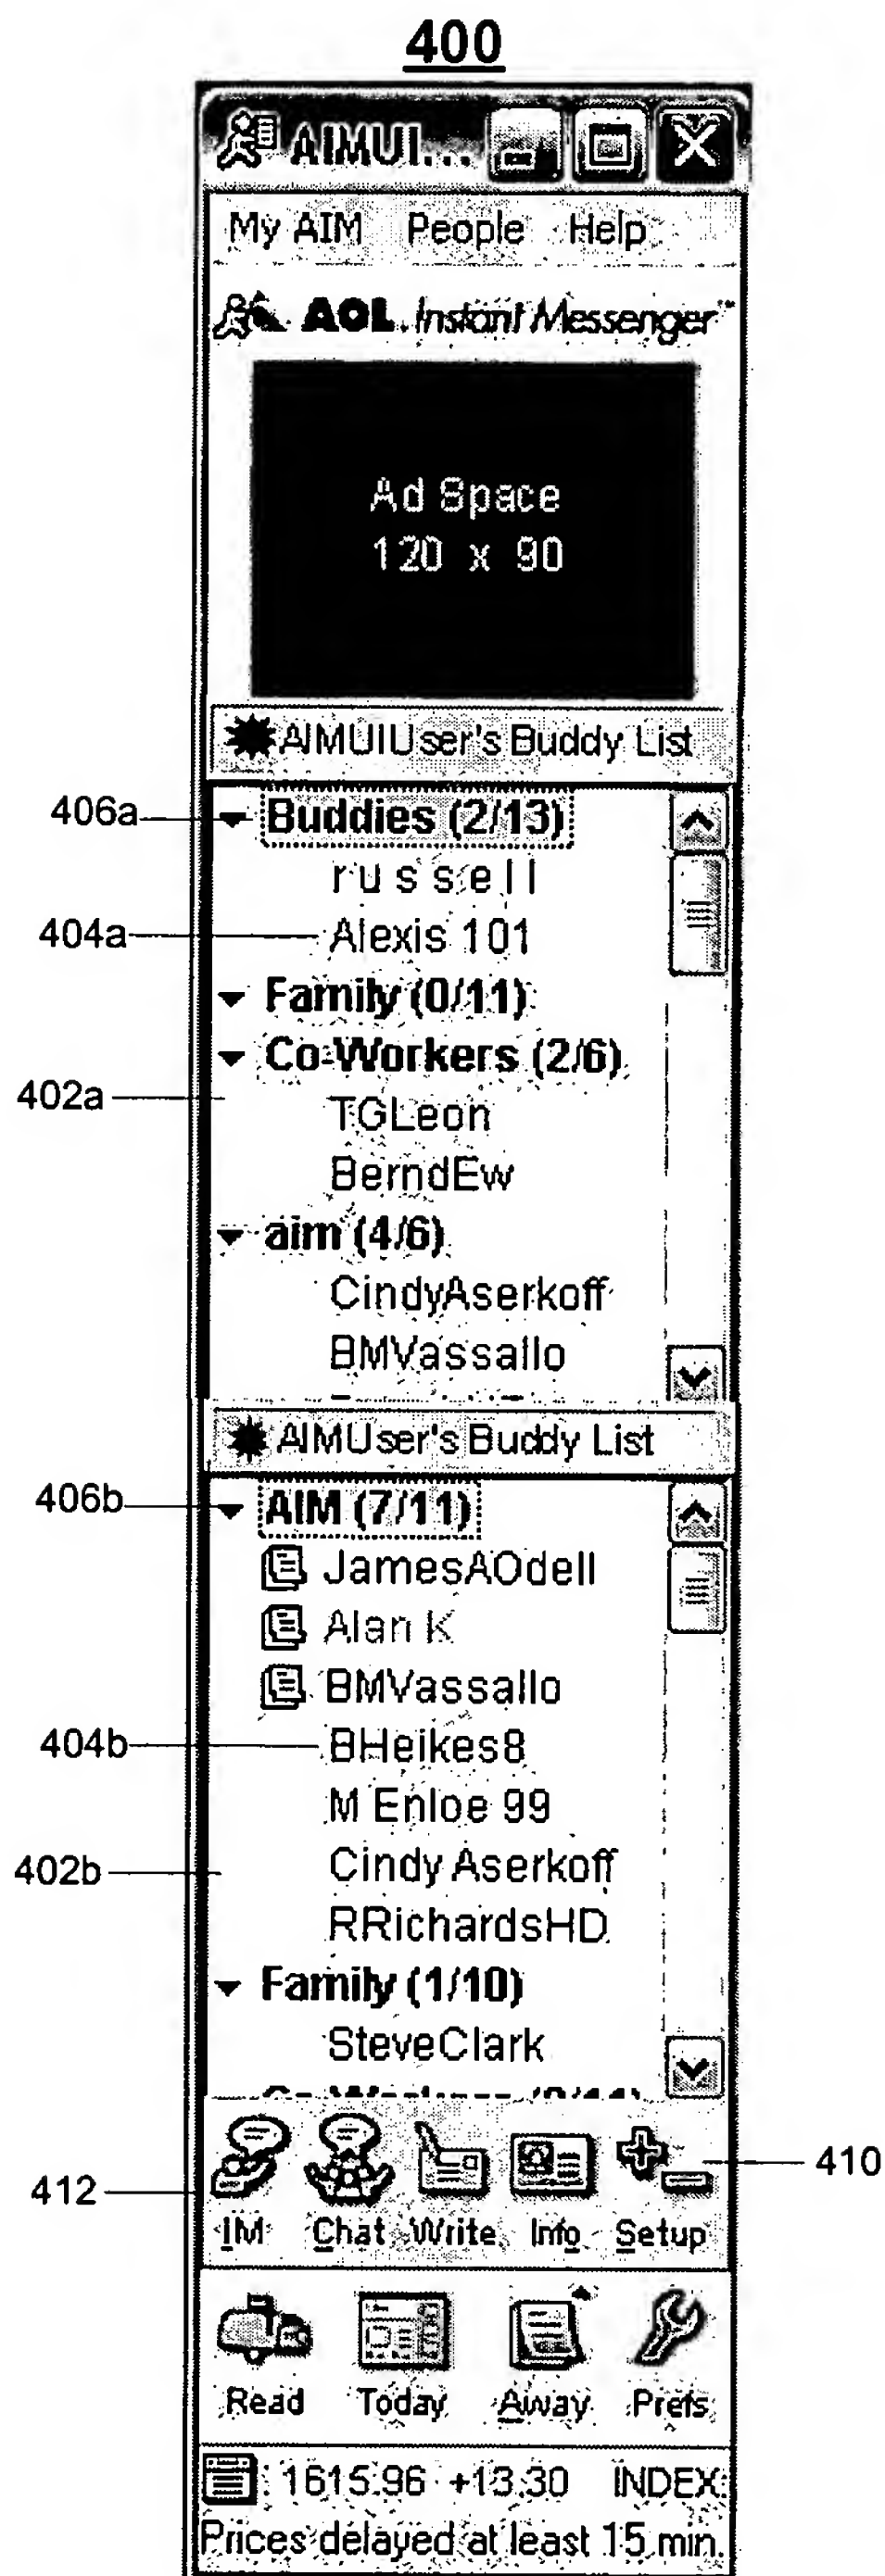 400
AIMUI...
My AIM People Help
AOL Instant Messenger™
Ad Space
120 x 90
AIMUIUser's Buddy List
406a Buddies (2/13)
russell
404a Alexis 101
Family (0/11)
Co-Workers (2/6)
402a
TGLeon
BerndEw
aim (4/6)
CindyAserkoff
BMVassallo
AIMUser's Buddy List
406b AIM (7/11)
JamesAOdell
Alan K
BMVassallo
404b BHeikes8
M Enloe 99
402b Cindy Aserkoff
RRichardsHD
Family (1/10)
SteveClark
410
412
IM Chat Write Info Setup
Read Today Away Prefs
1615.96 +13.30 INDEX
Prices delayed at least 15 min.